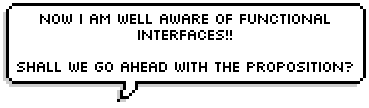 NOW I AM WELL AWARE OF FUNCTIONAL
INTERFACES!!
SHALL WE GO AHEAD WITH THE PROPOSITION?